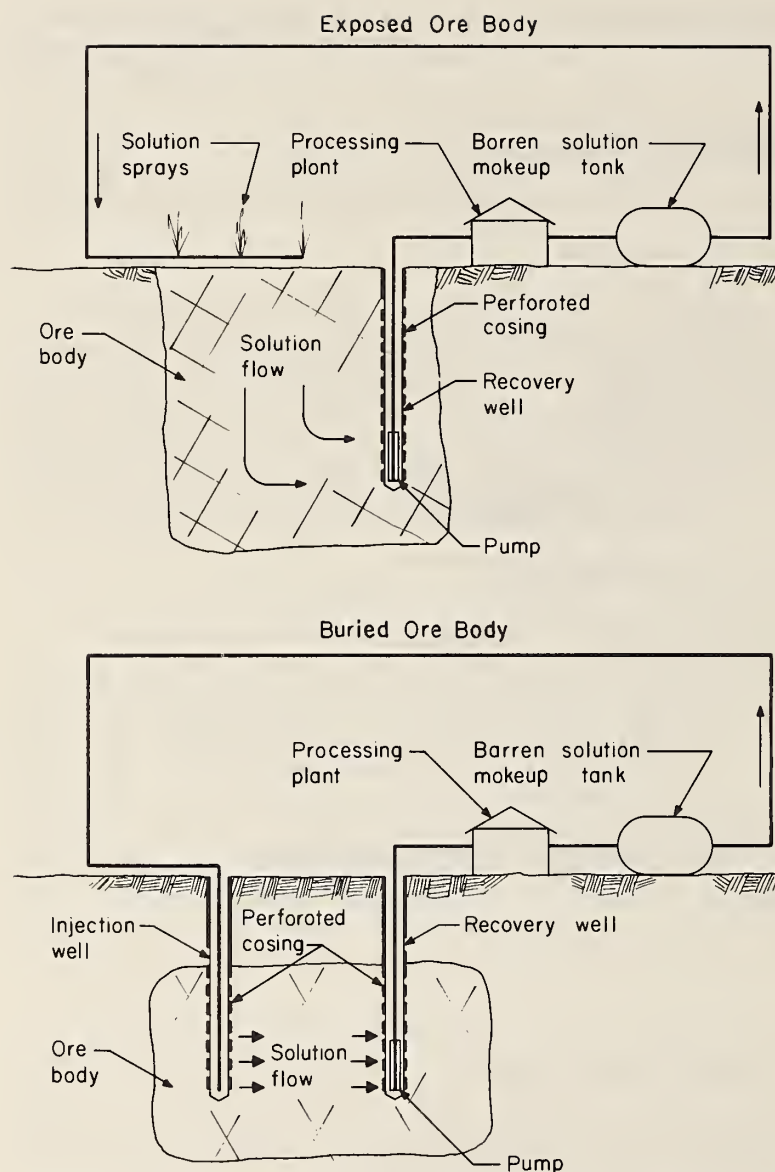 Exposed Ore Body
Solution
sprays
Processing
plant
Borren solution
mokeup tonk
Ore
body
Solution
flow
Perforoted
cosing
Recovery
well
Pump
Buried Ore Body
Processing
plant
Barren solution
mokeup tank
Injection
well
Perforoted
cosing
Recovery well
Ore
body
Solution
flow
Pump